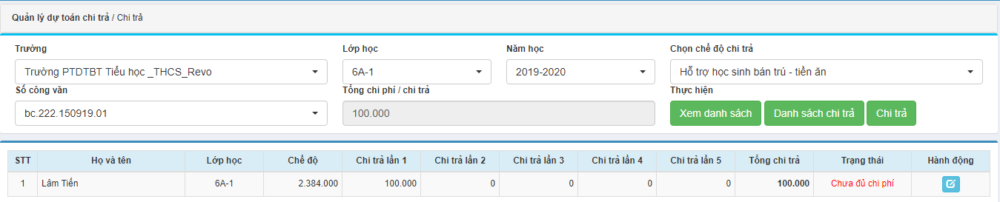 Quản lý dự toán chi trả / Chi trả
Trường Lớp học Năm học Chọn chế độ chi trả
Trường PTDTBT Tiểu học _THCS_Revo 6A-1 2019-2020 Hỗ trợ học sinh bán trú - tiền ăn
Số công văn Tổng chi phí / chi trả Thực hiện
bc.222.150919.01 100.000 Xem danh sách Danh sách chi trả Chi trả
STT Họ và tên Lớp học Chế độ Chi trả lần 1 Chi trả lần 2 Chi trả lần 3 Chi trả lần 4 Chi trả lần 5 Tổng chi trả Trạng thái Hành động
1 Lâm Tiến 6A-1 2.384.000 100.000 0 0 0 0 100.000 Chưa đủ chi phí